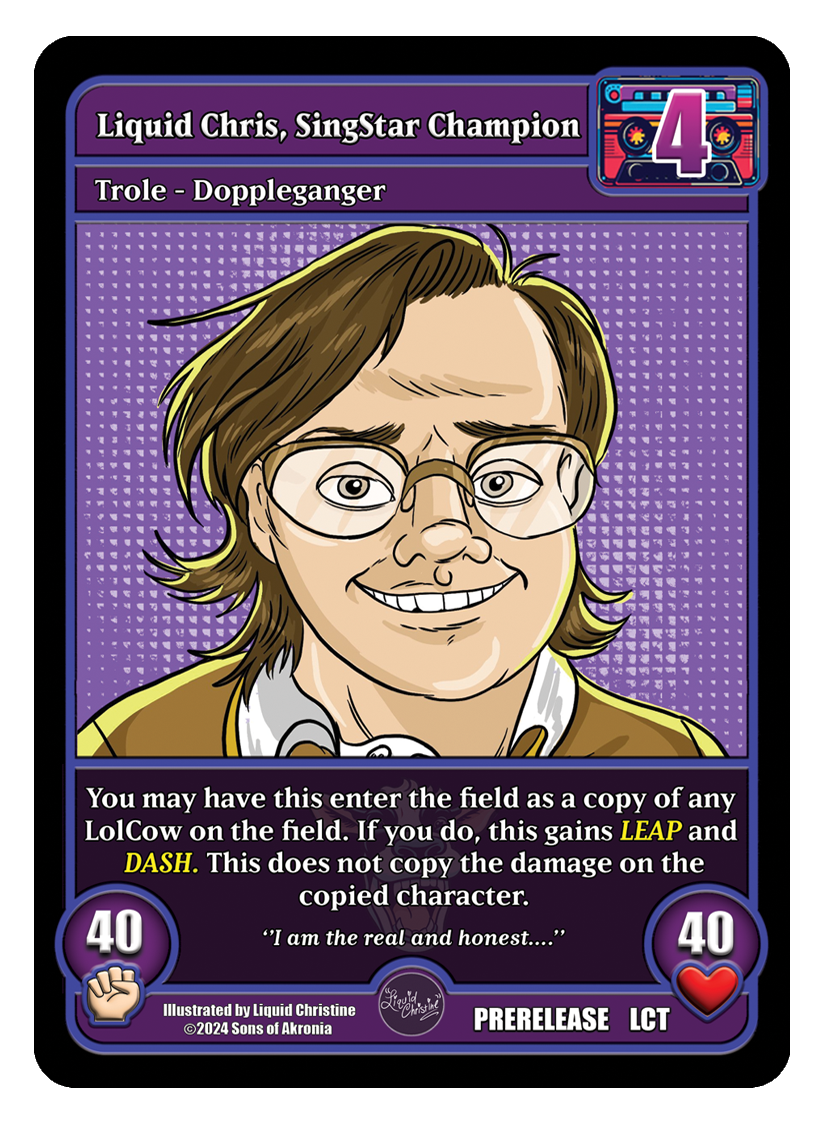 Liquid Chris, SingStar Champion
4
Trole - Doppleganger
You may have this enter the field as a copy of any
LolCow on the field. If you do, this gains LEAP and
DASH. This does not copy the damage on the
copied character.
40
‘’I am the real and honest....’’
40
Illustrated by Liquid Christine
©2024 Sons of Akronia
"Liquid
Christine"
PRERELEASE LCT